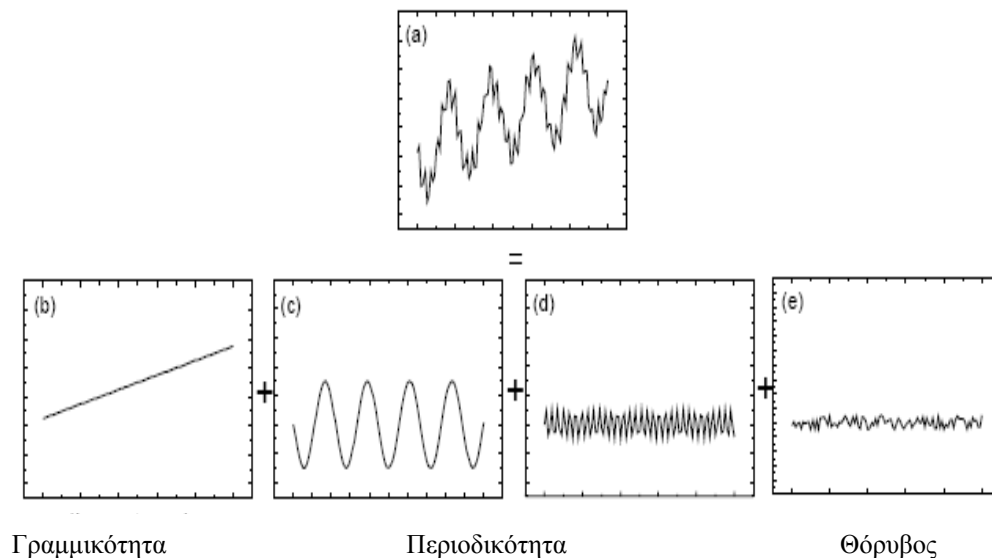 (a)
=
(b) + (c) + (d) + (e)
Γραμμικότητα Περιοδικότητα Θόρυβος